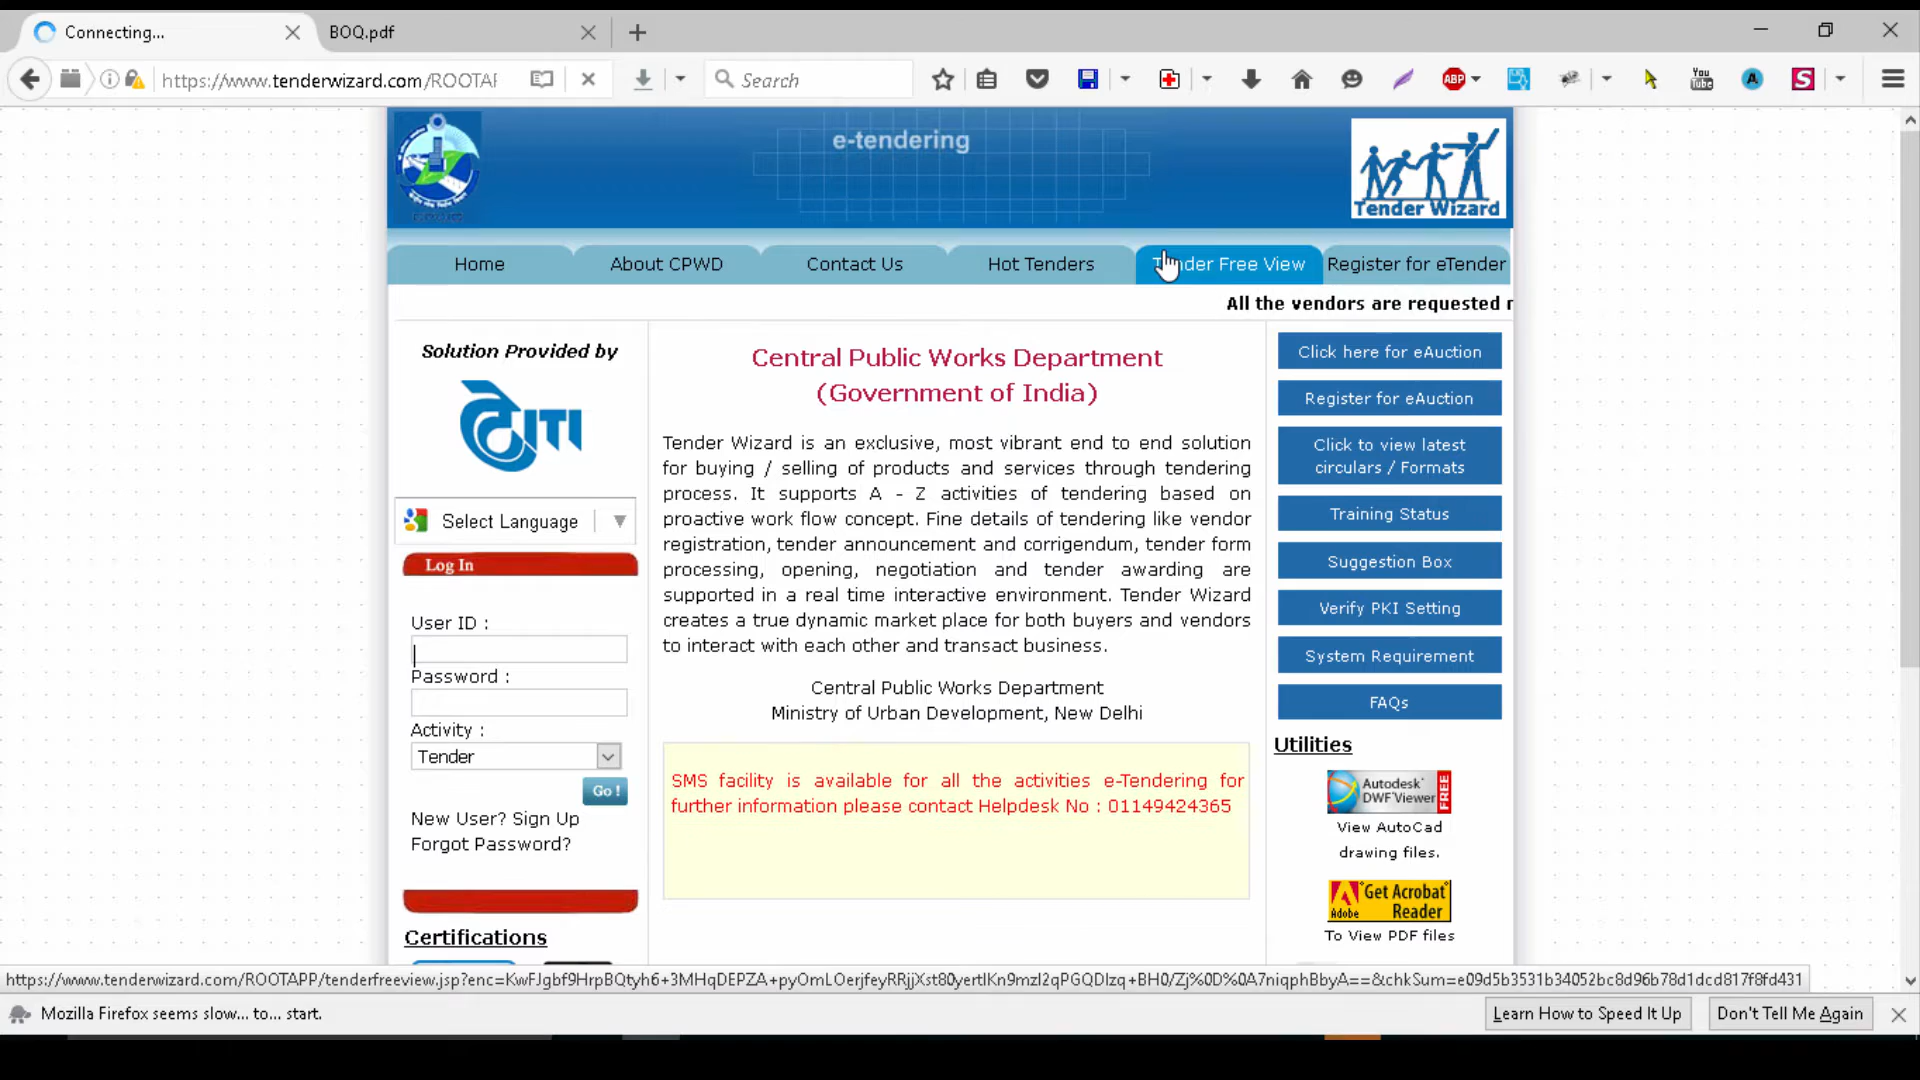 Connecting...
BOQ.pdf
https://www.tenderwizard.com/ROOTAF
Search
ABP
You
Tube
A
S
e-tendering
Tender Wizard
Home
About CPWD
Contact Us
Hot Tenders
Free View
Register for eTender
All the vendors are requested
Solution Provided by
ITI
Select Language
Log In
User ID :
Password :
Activity :
Tender
Go !
New User? Sign Up
Forgot Password?
Certifications
Central Public Works Department
(Government of India)
Tender Wizard is an exclusive, most vibrant end to end solution
for buying / selling of products and services through tendering
process. It supports A - Z activities of tendering based on
proactive work flow concept. Fine details of tendering like vendor
registration, tender announcement and corrigendum, tender form
processing, opening, negotiation and tender awarding are
supported in a real time interactive environment. Tender Wizard
creates a true dynamic market place for both buyers and vendors
to interact with each other and transact business.
Central Public Works Department
Ministry of Urban Development, New Delhi
SMS facility is available for all the activities e-Tendering for
further information please contact Helpdesk No : 01149424365
Click here for eAuction
Register for eAuction
Click to view latest
circulars / Formats
Training Status
Suggestion Box
Verify PKI Setting
System Requirement
FAQs
Utilities
Autodesk
DWF Viewer
FREE
View AutoCad
drawing files.
Get Acrobat
Reader
Adobe
To View PDF files
https://www.tenderwizard.com/ROOTAPP/tenderfreeview.jsp?enc=KwFJgbf9HrpBQtyh6+3MHqDEPZA+pyOmLOerjfeyRRjjXst80yertlKn9mzl2qPGQDlzq+BH0/Zj%0D%0A7niqphBbyA==&chkSum=e09d5b3531b34052bc8d96b78d1dcd817f8fd431
Mozilla Firefox seems slow... to... start.
Learn How to Speed It Up
Don't Tell Me Again